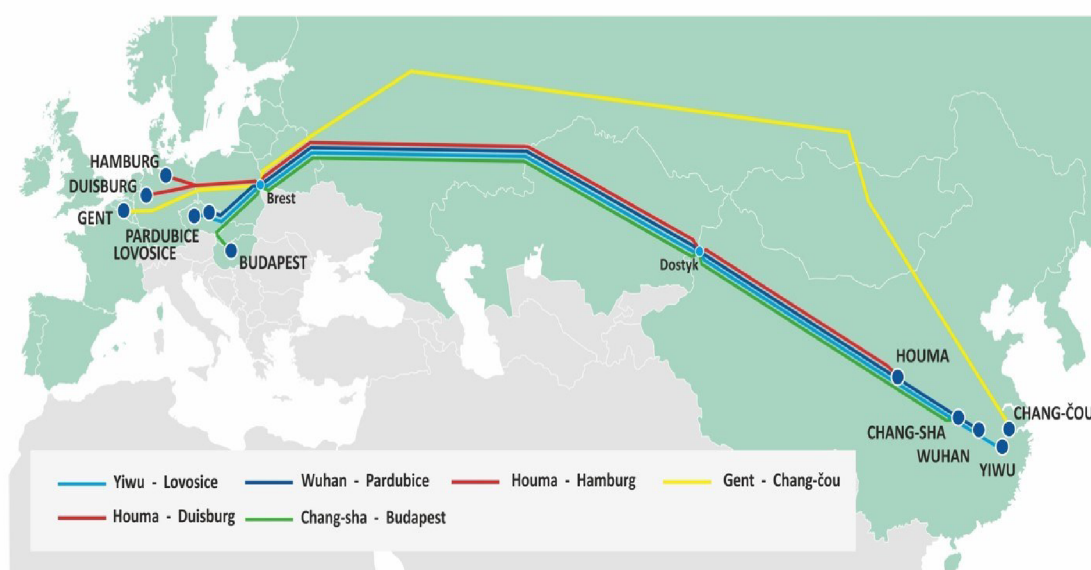 HAMBURG
DUISBURG
GENT
PARDUBICE
LOVOSICE
BUDAPEST
Brest
Dostyk
HOUMA
CHANG-ČOU
CHANG-SHA
WUHAN
YIWU
Yiwu - Lovosice
Wuhan - Pardubice
Houma - Hamburg
Gent - Chang-čou
Houma - Duisburg
Chang-sha - Budapest